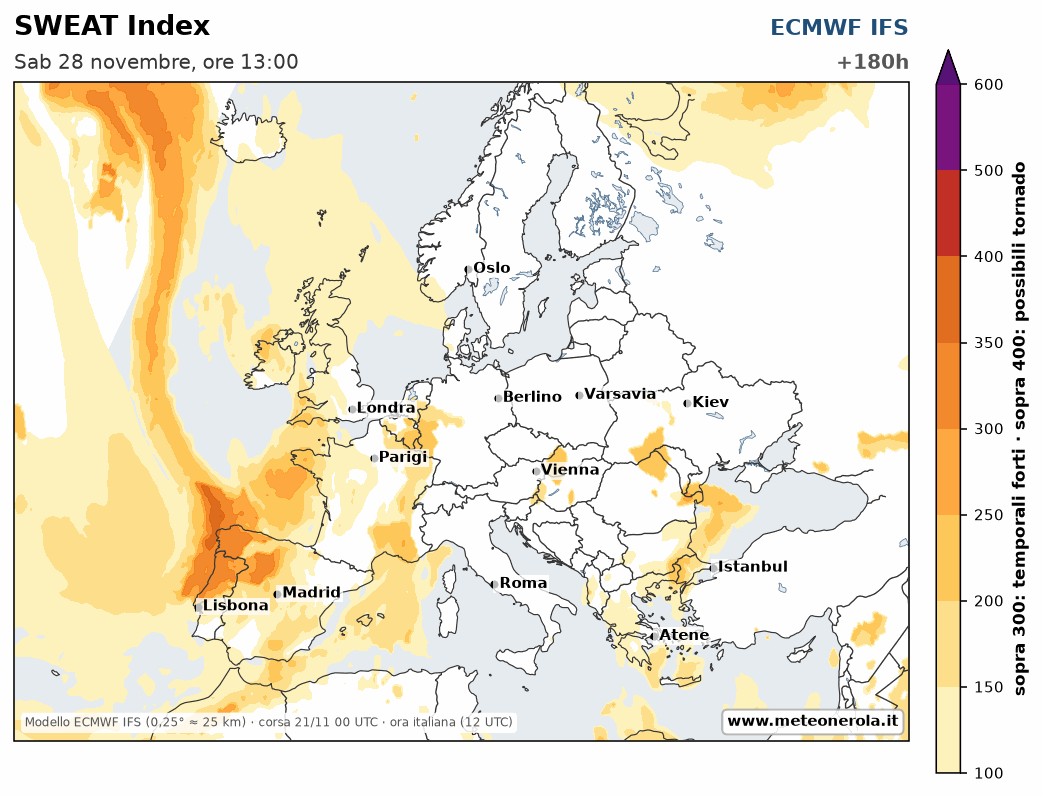 SWEAT Index
ECMWF IFS
Sab 28 novembre, ore 13:00
+180h
600
500
400
350
300
250
200
150
100
sopra 300: temporali forti · sopra 400: possibili tornado
Oslo
Londra
Berlino
Varsavia
Kiev
Parigi
Vienna
Istanbul
Roma
Madrid
Lisbona
Atene
Modello ECMWF IFS (0,25° ≈ 25 km) · corsa 21/11 00 UTC · ora italiana (12 UTC)
www.meteonerola.it